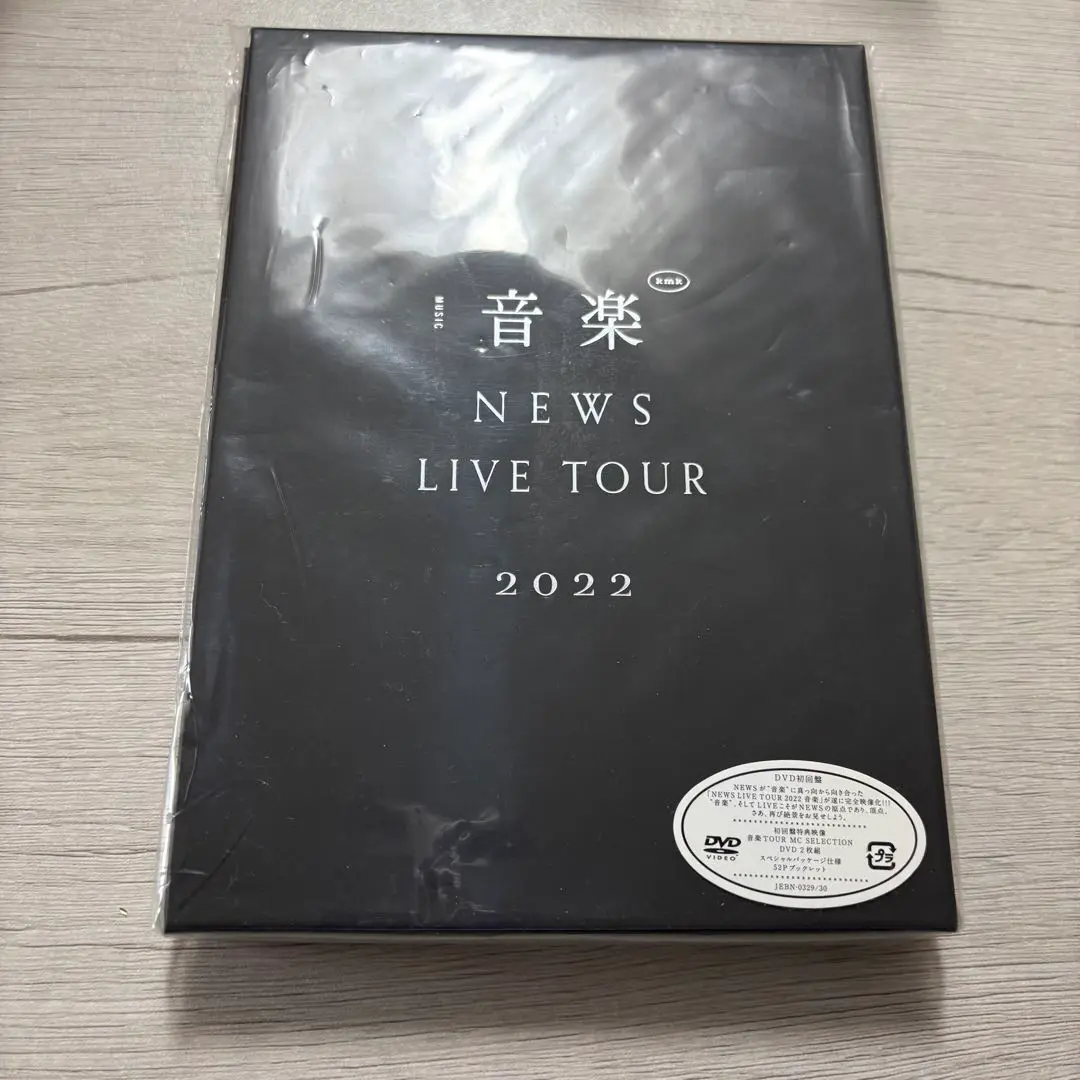 kmk
MUSIC
音楽
NEWS
LIVE TOUR
2022
DVD初回盤
NEWSが"音楽"に真っ向から向き合った
「NEWS LIVE TOUR 2022 音楽」が遂に完全映像化!!!
"音楽"、そしてLIVEこそがNEWSの原点であり、頂点。
さあ、再び絶景をお見せしよう。
初回盤特典映像
音楽 TOUR MC SELECTION
DVD 2枚組
スペシャルパッケージ仕様
52Pブックレット
DVD
VIDEO
プラ
JEBN-0329/30